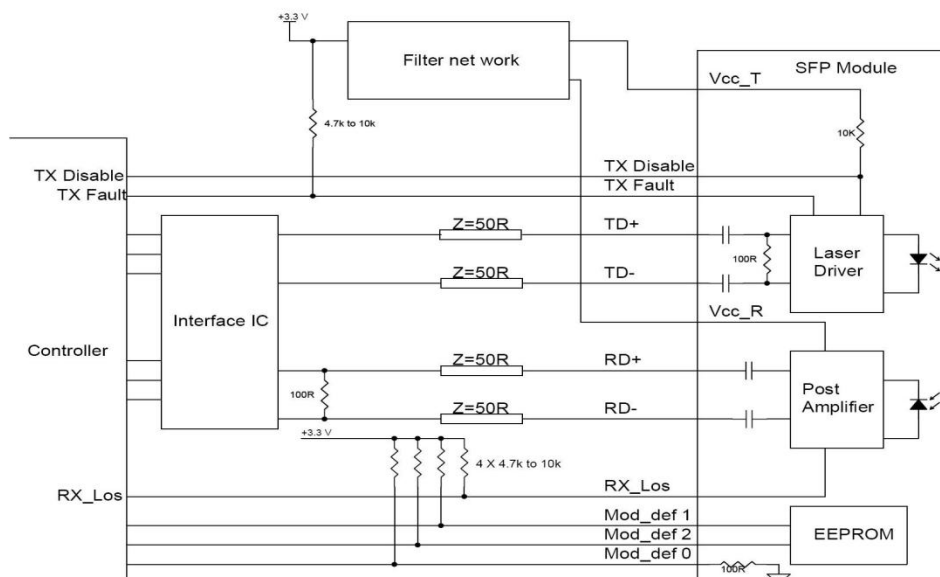 +3.3 V
Filter net work
SFP Module
Vcc_T
4.7k to 10k
10K
TX Disable
TX Disable
TX Fault
TX Fault
Z=50R
TD+
100R
Laser
Driver
Z=50R
TD-
Interface IC
Vcc_R
Controller
Z=50R
RD+
100R
Post
Amplifier
Z=50R
RD-
+3.3 V
4 X 4.7k to 10k
RX_Los
RX_Los
Mod_def 1
Mod_def 2
EEPROM
Mod_def 0
100R